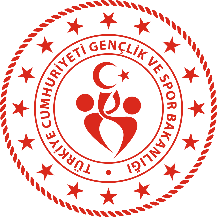 TÜRKİYE CUMHURİYETİ GENÇLİK VE SPOR BAKANLIĞI